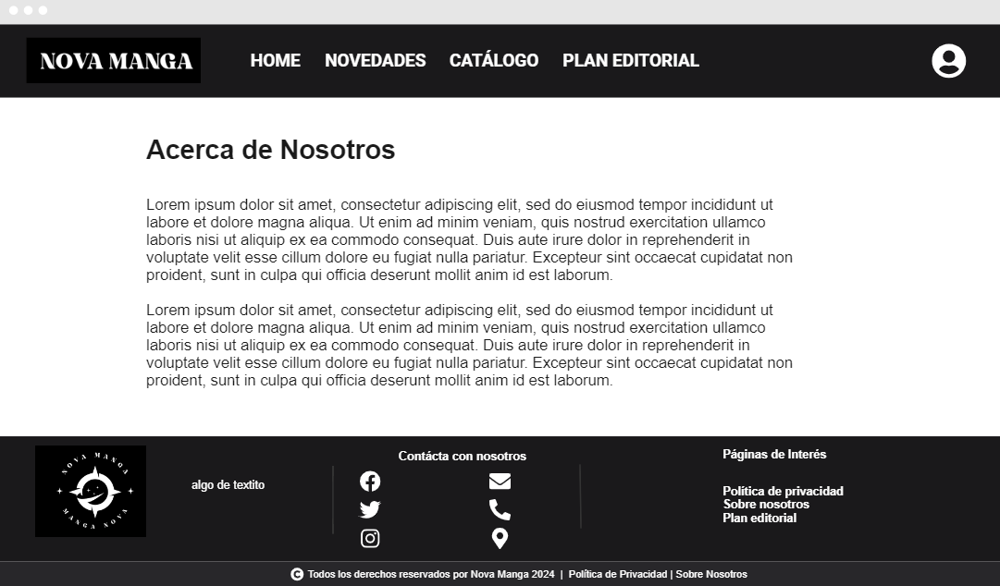 NOVA MANGA
HOME NOVEDADES CATÁLOGO PLAN EDITORIAL
Acerca de Nosotros
Lorem ipsum dolor sit amet, consectetur adipiscing elit, sed do eiusmod tempor incididunt ut
labore et dolore magna aliqua. Ut enim ad minim veniam, quis nostrud exercitation ullamco
laboris nisi ut aliquip ex ea commodo consequat. Duis aute irure dolor in reprehenderit in
voluptate velit esse cillum dolore eu fugiat nulla pariatur. Excepteur sint occaecat cupidatat non
proident, sunt in culpa qui officia deserunt mollit anim id est laborum.
Lorem ipsum dolor sit amet, consectetur adipiscing elit, sed do eiusmod tempor incididunt ut
labore et dolore magna aliqua. Ut enim ad minim veniam, quis nostrud exercitation ullamco
laboris nisi ut aliquip ex ea commodo consequat. Duis aute irure dolor in reprehenderit in
voluptate velit esse cillum dolore eu fugiat nulla pariatur. Excepteur sint occaecat cupidatat non
proident, sunt in culpa qui officia deserunt mollit anim id est laborum.
NOVA MANGA
MANGA NOVA
algo de textito
Contácta con nosotros
Páginas de Interés
Política de privacidad
Sobre nosotros
Plan editorial
© Todos los derechos reservados por Nova Manga 2024 | Política de Privacidad | Sobre Nosotros